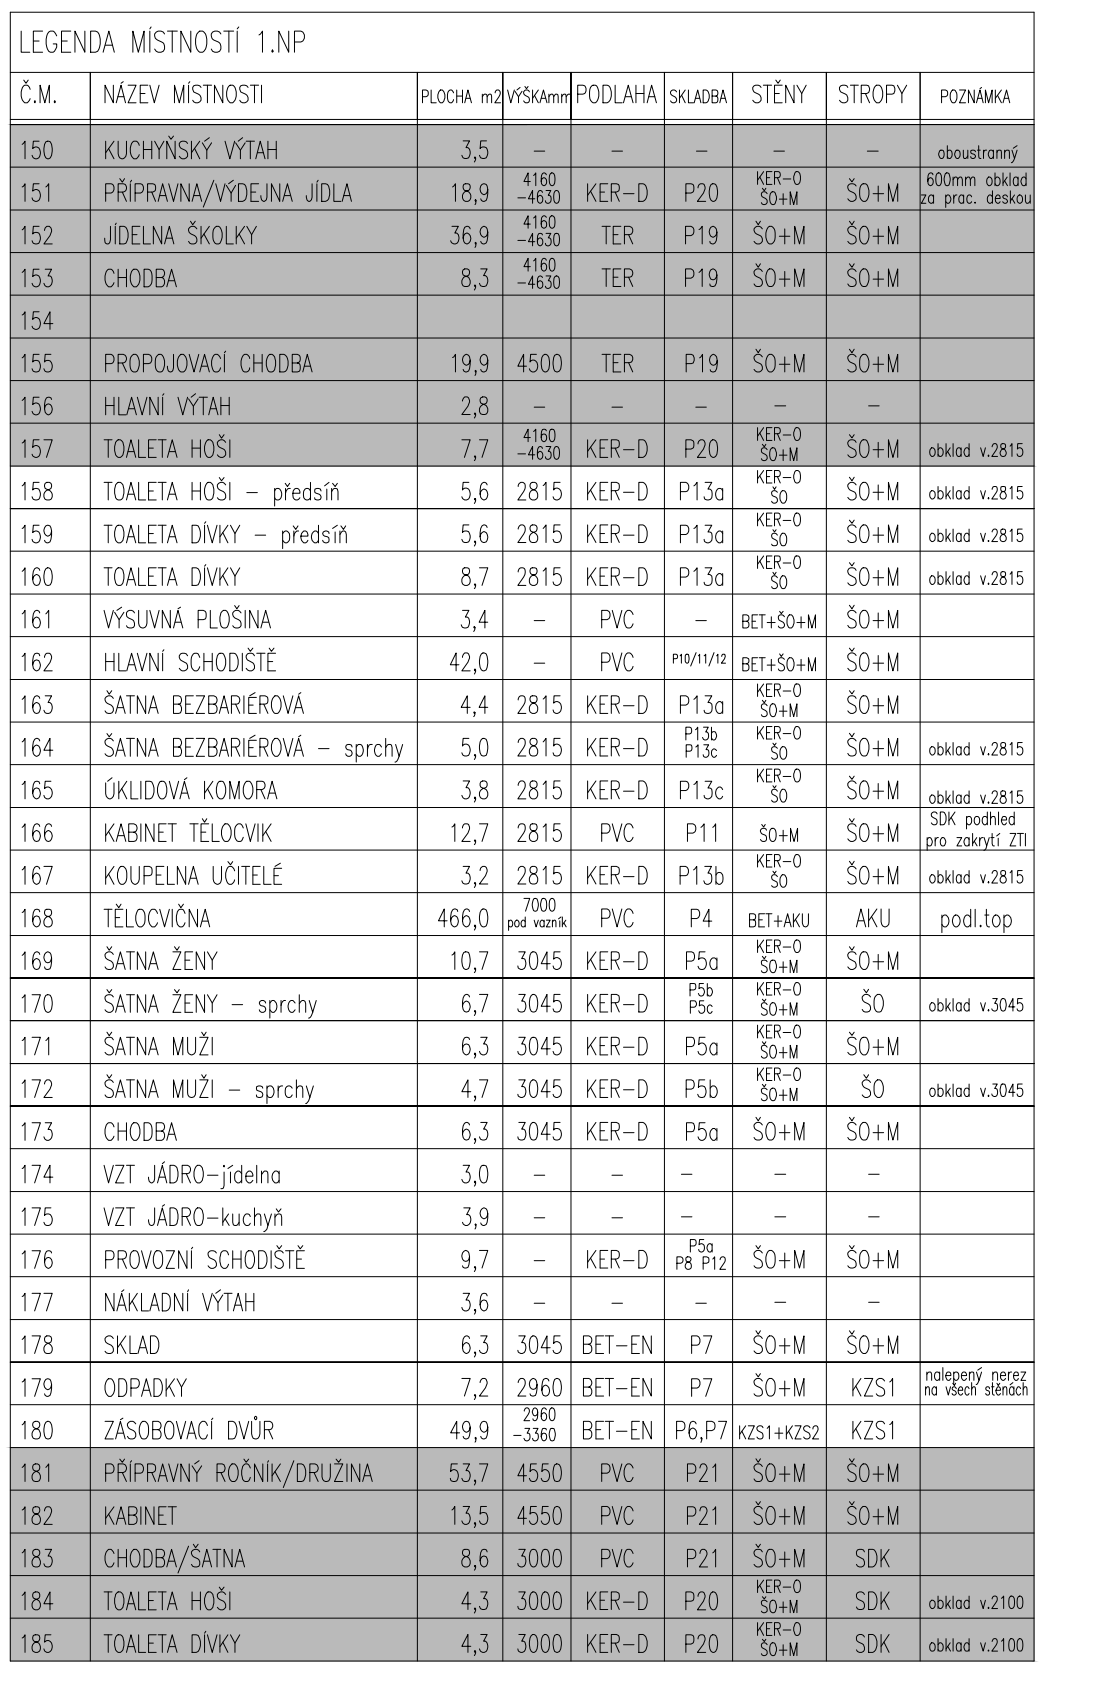 LEGENDA MÍSTNOSTÍ 1.NP
Č.M. NÁZEV MÍSTNOSTI PLOCHA m2 VÝŠKAmm PODLAHA SKLADBA STĚNY STROPY POZNÁMKA
150 KUCHYŇSKÝ VÝTAH 3,5 – – – – – oboustranný
151 PŘÍPRAVNA/VÝDEJNA JÍDLA 18,9 4160 –4630 KER–D P20 KER–O ŠO+M ŠO+M 600mm obklad za prac. deskou
152 JÍDELNA ŠKOLKY 36,9 4160 –4630 TER P19 ŠO+M ŠO+M
153 CHODBA 8,3 4160 –4630 TER P19 ŠO+M ŠO+M
154
155 PROPOJOVACÍ CHODBA 19,9 4500 TER P19 ŠO+M ŠO+M
156 HLAVNÍ VÝTAH 2,8 – – – – –
157 TOALETA HOŠI 7,7 4160 –4630 KER–D P20 KER–O ŠO+M ŠO+M obklad v.2815
158 TOALETA HOŠI – předsíň 5,6 2815 KER–D P13a KER–O ŠO ŠO+M obklad v.2815
159 TOALETA DÍVKY – předsíň 5,6 2815 KER–D P13a KER–O ŠO ŠO+M obklad v.2815
160 TOALETA DÍVKY 8,7 2815 KER–D P13a KER–O ŠO ŠO+M obklad v.2815
161 VÝSUVNÁ PLOŠINA 3,4 – PVC – BET+ŠO+M ŠO+M
162 HLAVNÍ SCHODIŠTĚ 42,0 – PVC P10/11/12 BET+ŠO+M ŠO+M
163 ŠATNA BEZBARIÉROVÁ 4,4 2815 KER–D P13a KER–O ŠO+M ŠO+M
164 ŠATNA BEZBARIÉROVÁ – sprchy 5,0 2815 KER–D P13b P13c KER–O ŠO ŠO+M obklad v.2815
165 ÚKLIDOVÁ KOMORA 3,8 2815 KER–D P13c KER–O ŠO ŠO+M obklad v.2815
166 KABINET TĚLOCVIK 12,7 2815 PVC P11 ŠO+M ŠO+M SDK podhled pro zakrytí ZTI
167 KOUPELNA UČITELÉ 3,2 2815 KER–D P13b KER–O ŠO ŠO+M obklad v.2815
168 TĚLOCVIČNA 466,0 7000 pod vazník PVC P4 BET+AKU AKU podl.top
169 ŠATNA ŽENY 10,7 3045 KER–D P5a KER–O ŠO+M ŠO+M
170 ŠATNA ŽENY – sprchy 6,7 3045 KER–D P5b P5c KER–O ŠO+M ŠO obklad v.3045
171 ŠATNA MUŽI 6,3 3045 KER–D P5a KER–O ŠO+M ŠO+M
172 ŠATNA MUŽI – sprchy 4,7 3045 KER–D P5b KER–O ŠO+M ŠO obklad v.3045
173 CHODBA 6,3 3045 KER–D P5a ŠO+M ŠO+M
174 VZT JÁDRO–jídelna 3,0 – – – – –
175 VZT JÁDRO–kuchyň 3,9 – – – – –
176 PROVOZNÍ SCHODIŠTĚ 9,7 – KER–D P5a P8 P12 ŠO+M ŠO+M
177 NÁKLADNÍ VÝTAH 3,6 – – – – –
178 SKLAD 6,3 3045 BET–EN P7 ŠO+M ŠO+M
179 ODPADKY 7,2 2960 BET–EN P7 ŠO+M KZS1 nalepený nerez na všech stěnách
180 ZÁSOBOVACÍ DVŮR 49,9 2960 –3360 BET–EN P6,P7 KZS1+KZS2 KZS1
181 PŘÍPRAVNÝ ROČNÍK/DRUŽINA 53,7 4550 PVC P21 ŠO+M ŠO+M
182 KABINET 13,5 4550 PVC P21 ŠO+M ŠO+M
183 CHODBA/ŠATNA 8,6 3000 PVC P21 ŠO+M SDK
184 TOALETA HOŠI 4,3 3000 KER–D P20 KER–O ŠO+M SDK obklad v.2100
185 TOALETA DÍVKY 4,3 3000 KER–D P20 KER–O ŠO+M SDK obklad v.2100